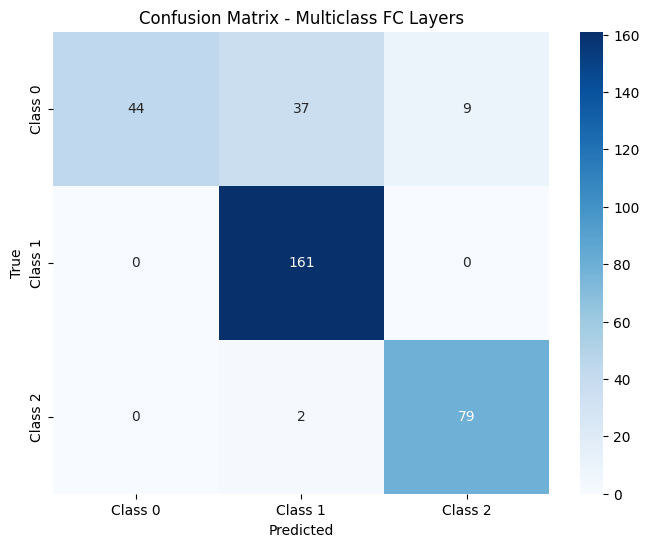 Confusion Matrix - Multiclass FC Layers
True
Class 0
44 37 9
Class 1
0 161 0
Class 2
0 2 79
Class 0 Class 1 Class 2
Predicted
160
140
120
100
80
60
40
20
0